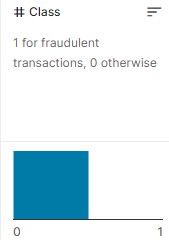 # Class
1 for fraudulent
transactions, 0 otherwise
0 1